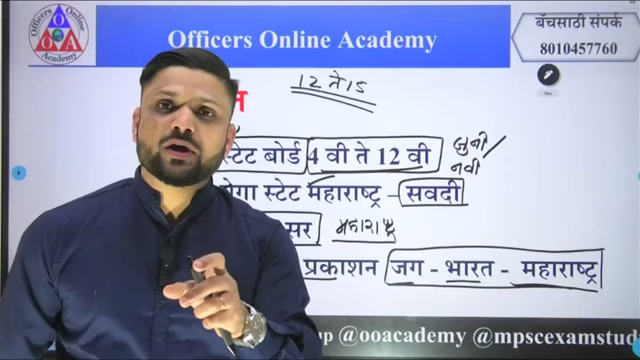 Officers Online Academy
Officers Online
O
O A
Academy
बॅचसाठी संपर्क
8010457760
12 ते 15
स्टेट बोर्ड 4 वी ते 12 वी
जुनी / नवी
मेगा स्टेट महाराष्ट्र – सवदी
सर महाराष्ट्र
प्रकाशन जग - भारत - महाराष्ट्र
@ooacademy @mpscexamstud